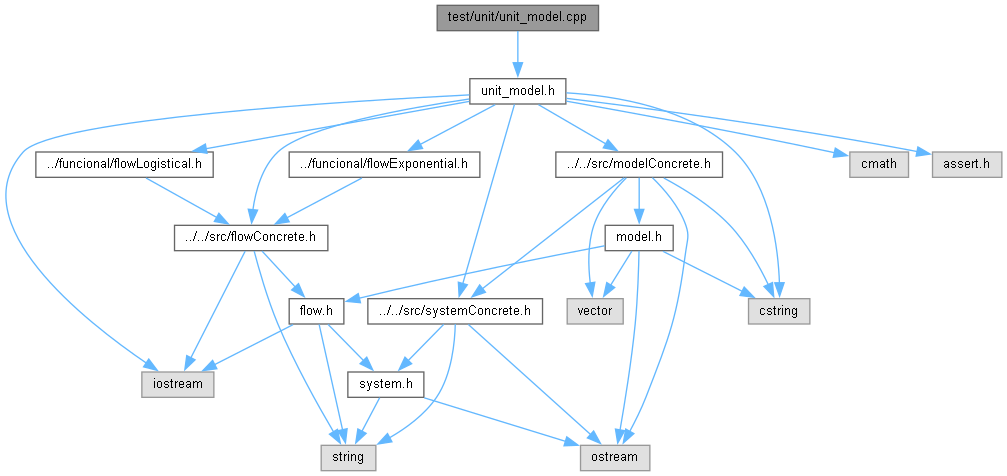 test/unit/unit_model.cpp
unit_model.h
../funcional/flowLogistical.h
../funcional/flowExponential.h
../../src/modelConcrete.h
cmath
assert.h
../../src/flowConcrete.h
model.h
flow.h
../../src/systemConcrete.h
vector
cstring
iostream
system.h
string
ostream